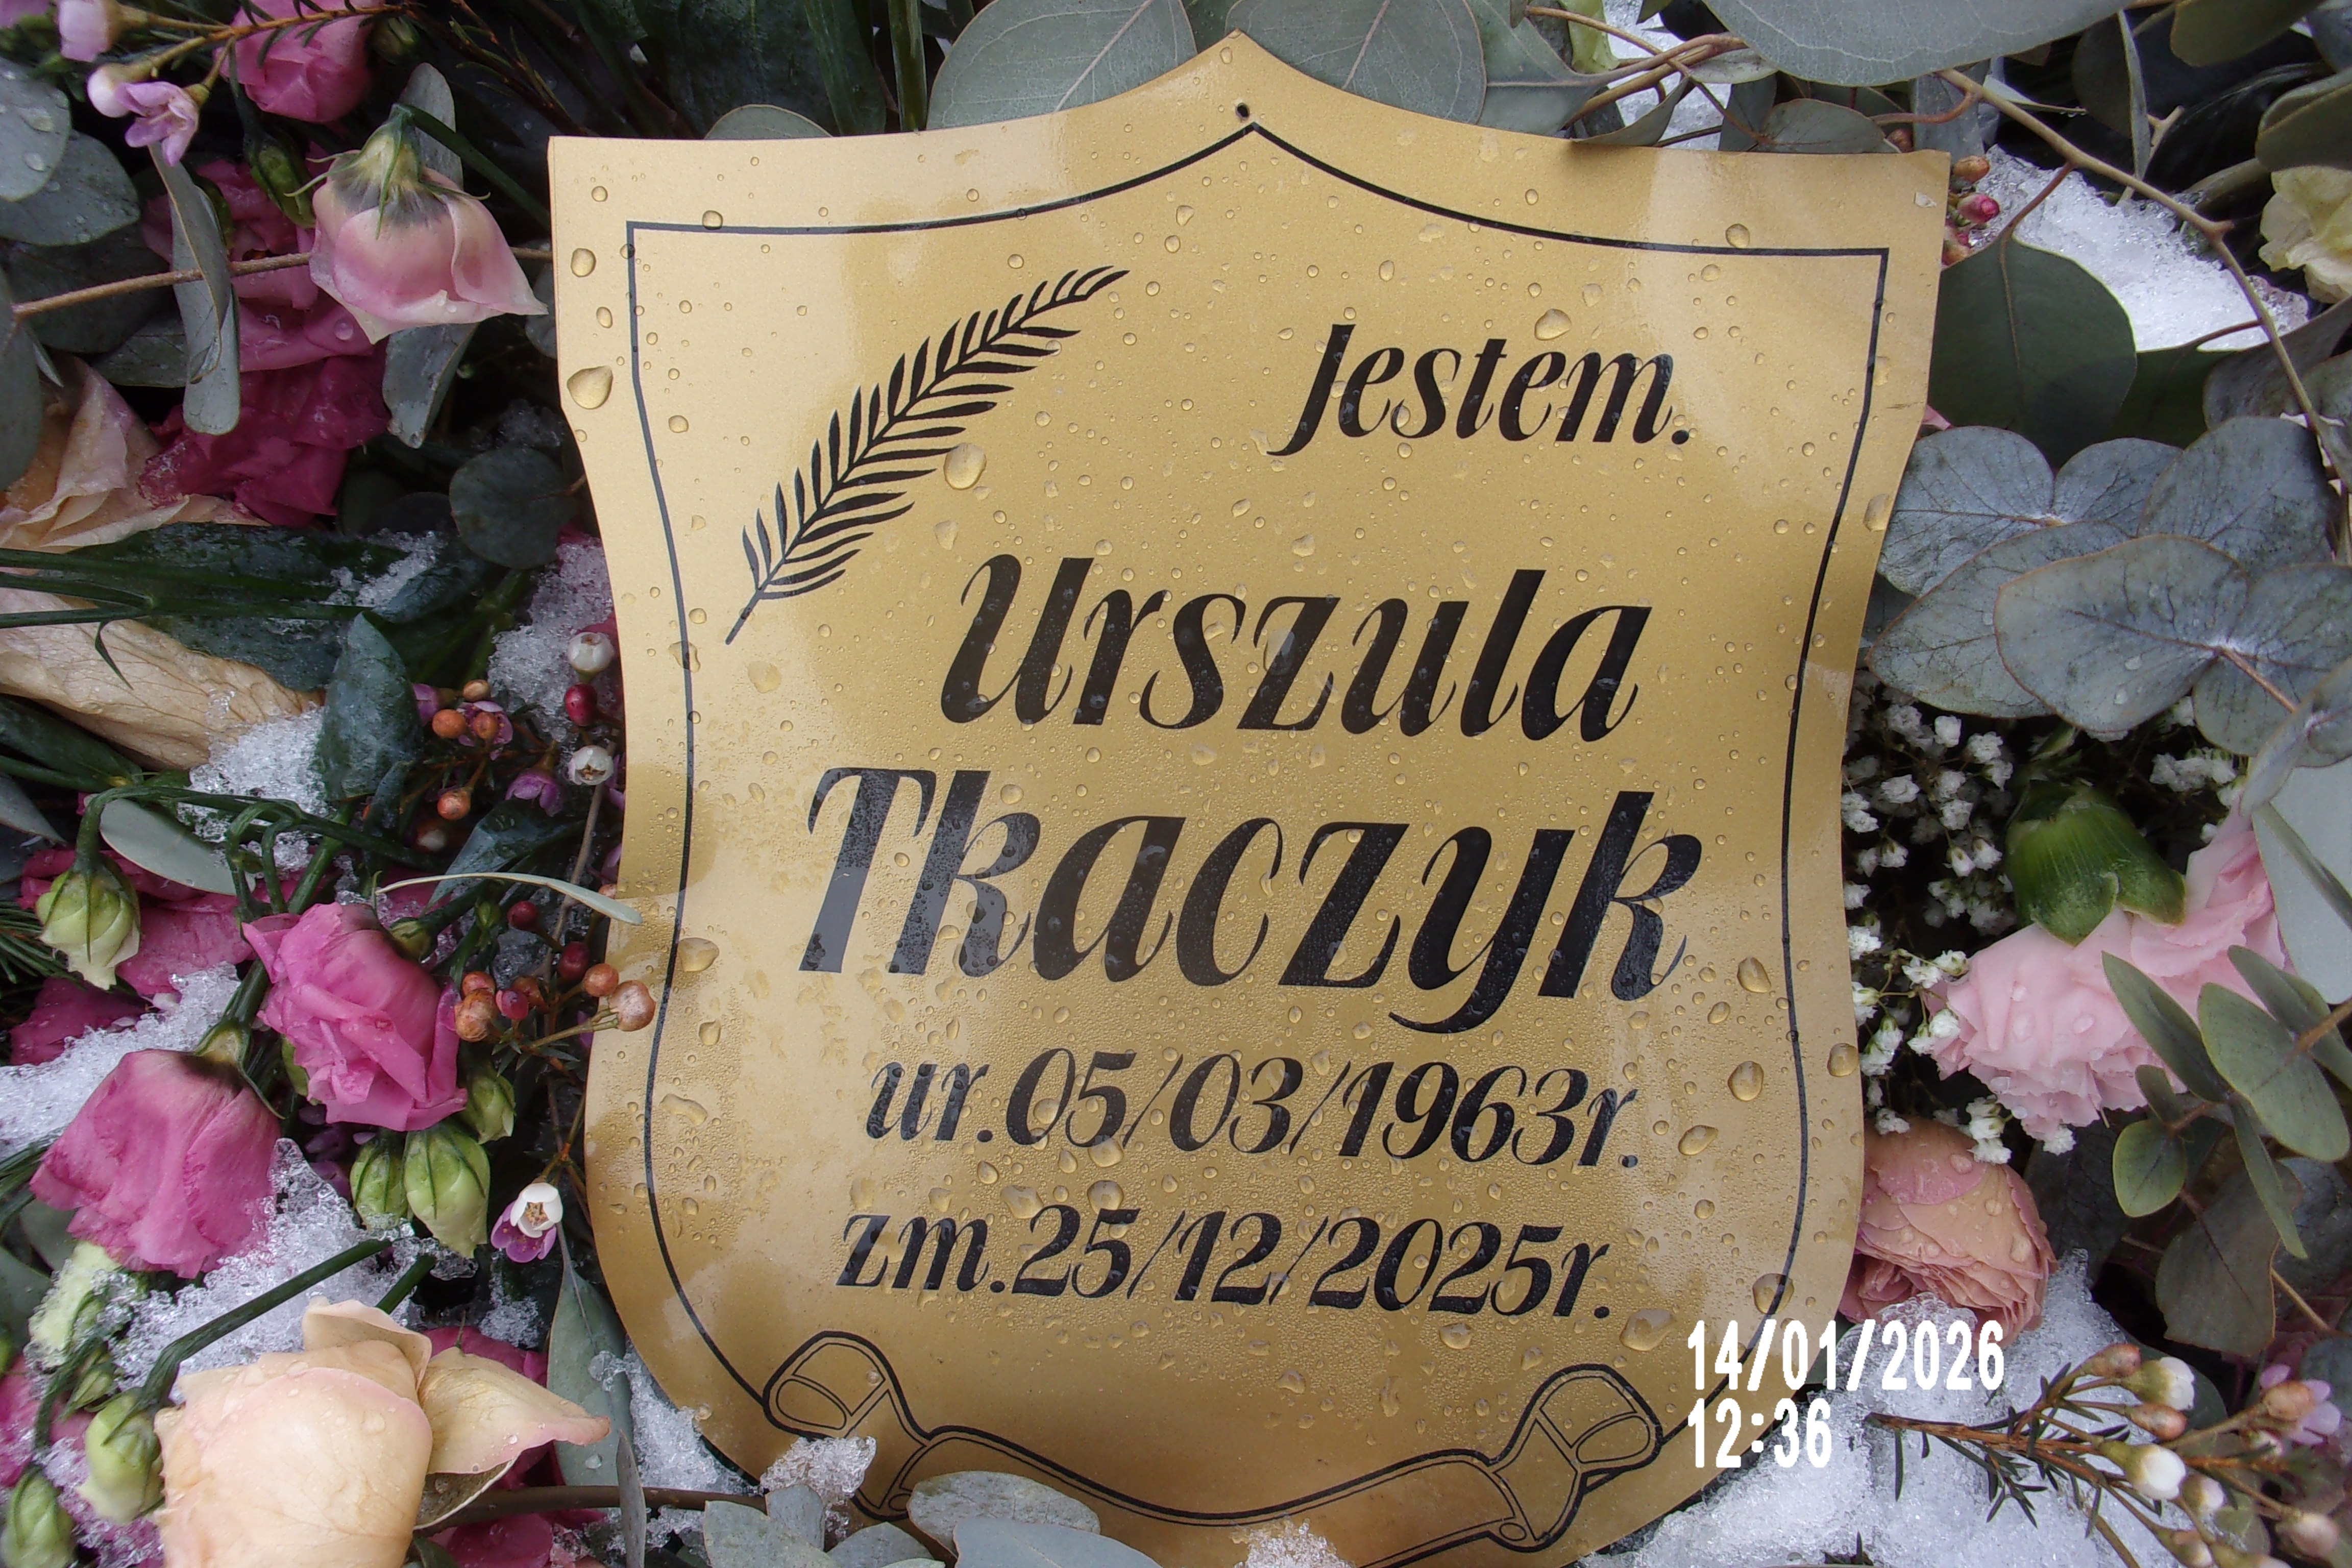 Jestem.
Urszula
Tkaczyk
ur.05/03/1963r.
zm.25/12/2025r.
14/01/2026
12:36